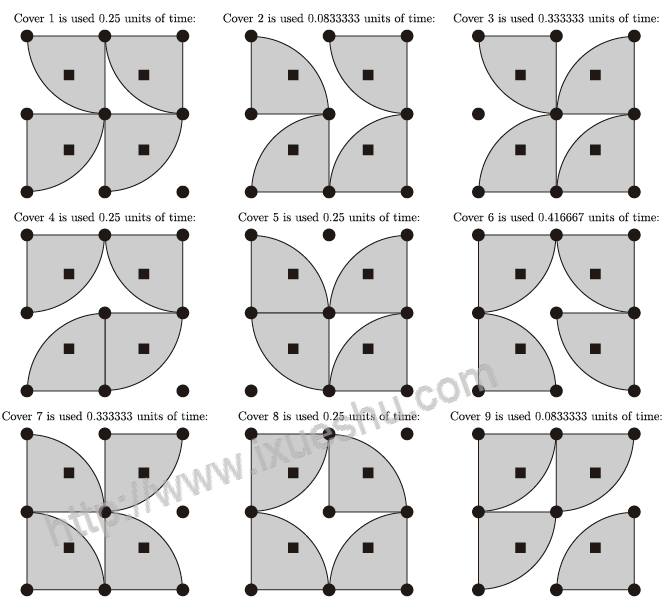 Cover 1 is used 0.25 units of time:
Cover 2 is used 0.0833333 units of time:
Cover 3 is used 0.333333 units of time:
Cover 4 is used 0.25 units of time:
Cover 5 is used 0.25 units of time:
Cover 6 is used 0.416667 units of time:
Cover 7 is used 0.333333 units of time:
Cover 8 is used 0.25 units of time:
Cover 9 is used 0.0833333 units of time:
http://www.ixueshu.com